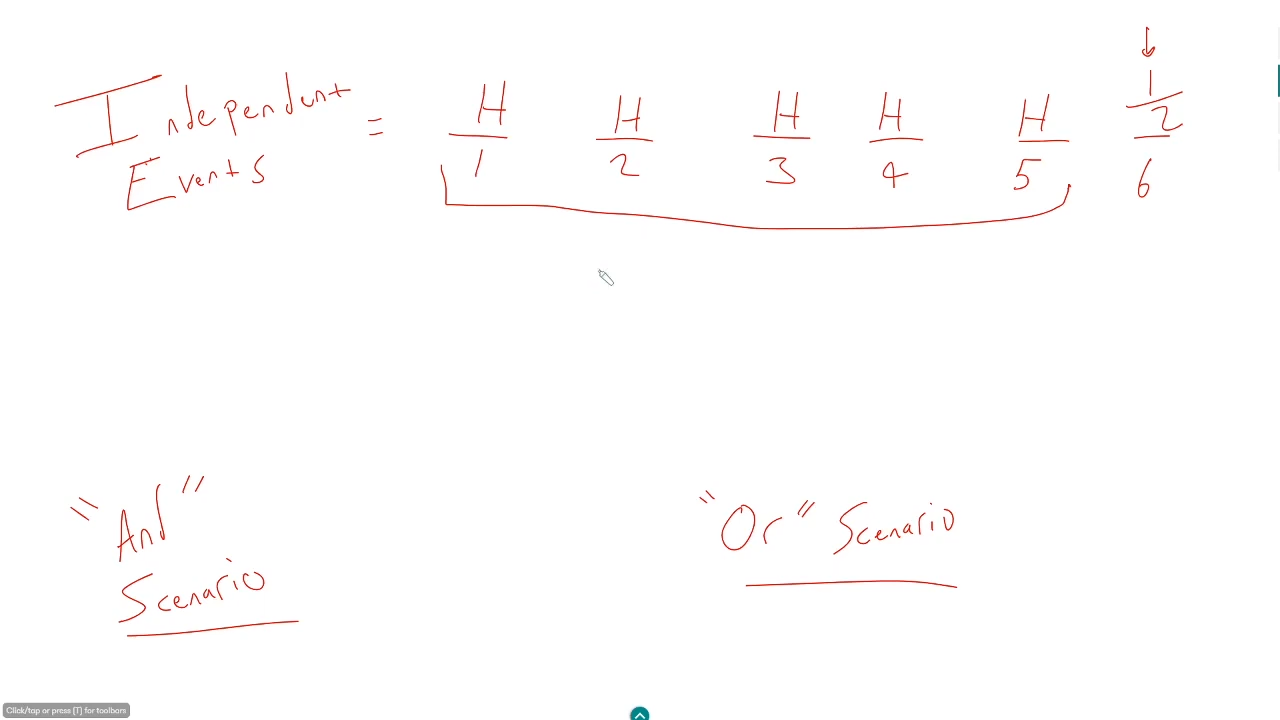 Independent
Events
= H H H H H 1/2
1 2 3 4 5 6
"And"
Scenario
"Or" Scenario
Click/tap or press [T] for toolbars